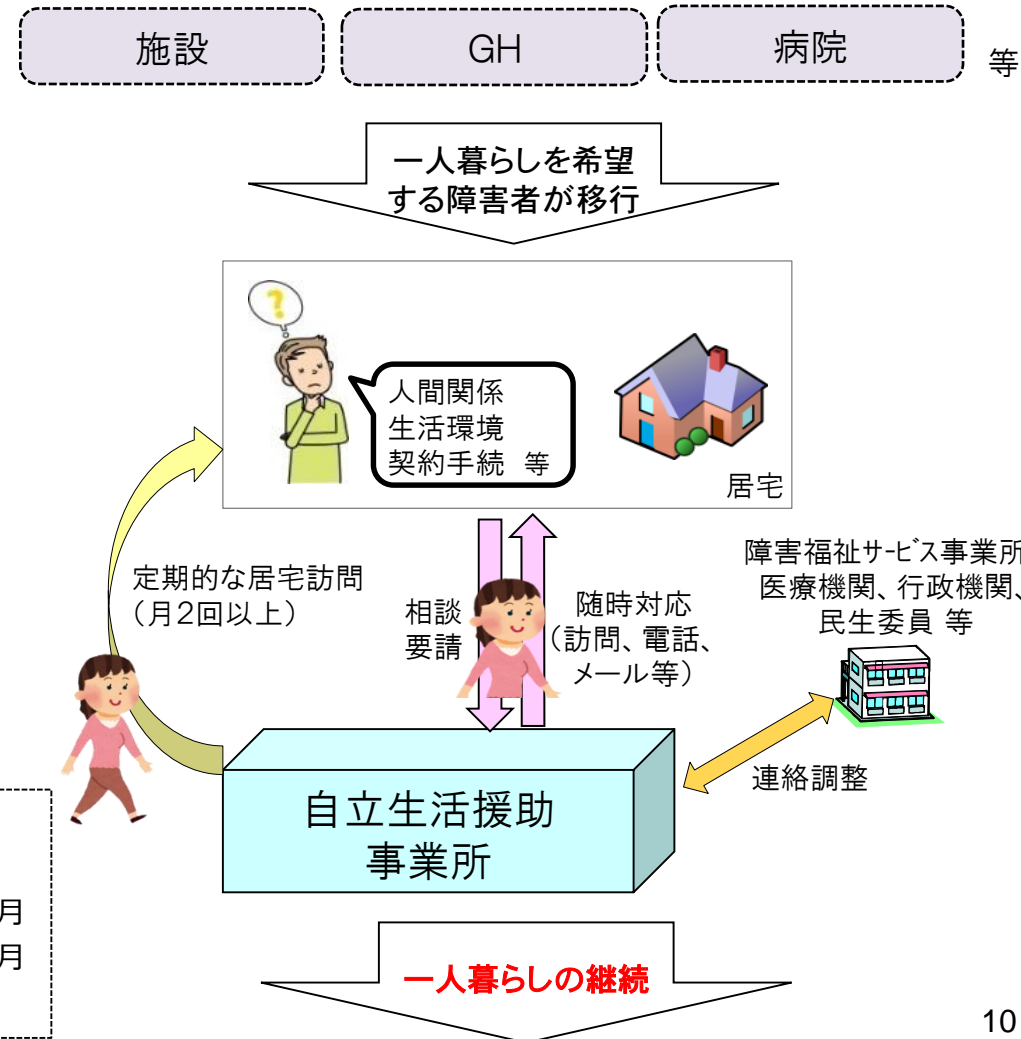 施設
GH
病院
等
一人暮らしを希望
する障害者が移行
?
人間関係
生活環境
契約手続 等
居宅
定期的な居宅訪問
(月2回以上)
相談
要請
随時対応
(訪問、電話、
メール等)
障害福祉サービス事業所
医療機関、行政機関、
民生委員 等
連絡調整
自立生活援助
事業所
月
月
一人暮らしの継続
10